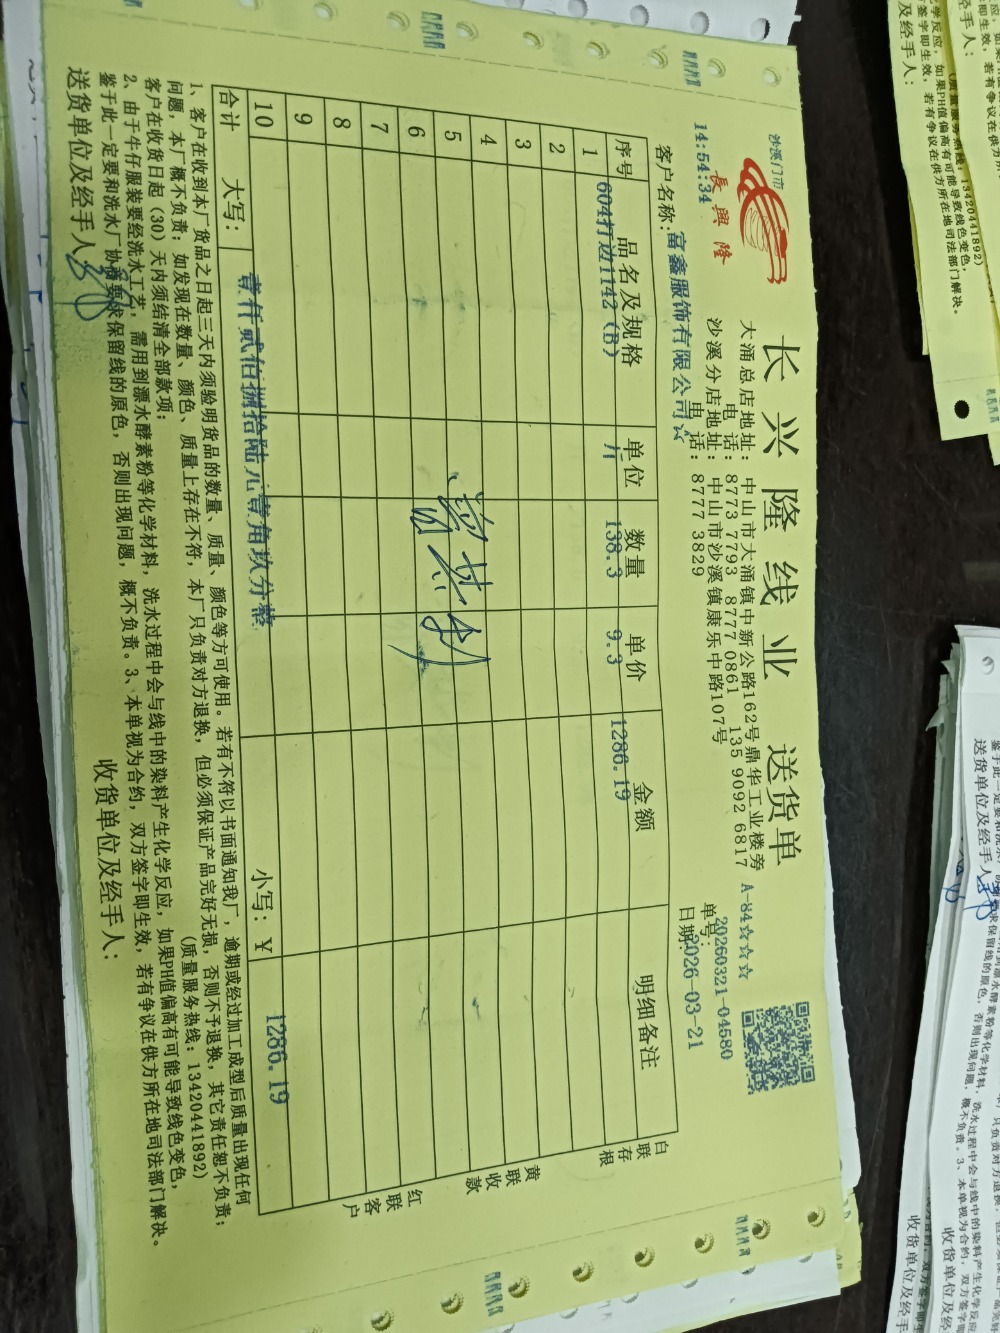 沙溪门市
長興隆
14:54:34
长兴隆线业 送货单
大涌总店地址：中山市大涌镇中新公路162号鼎华工业楼旁
电话：8773 7793 8777 0861 135 9092 6817
沙溪分店地址：中山市沙溪镇康乐中路107号
电话：8777 3829
A-84☆☆☆
单号：20260321-04580
日期：2026-03-21
客户名称：富鑫服饰有限公司☆
序号 品名及规格 单位 数量 单价 金额 明细备注
1 604打边1142（B） 斤 138.3 9.3 1286.19
2
3
4
5
6
7
8
9
10
合计 大写：壹仟贰佰捌拾陆元壹角玖分整 小写：￥ 1286.19
白联存根
黄联收款
红联客户
1、客户在收到本厂货品之日起三天内须验明货品的数量、质量、颜色等方可使用。若有不符以书面通知我厂，逾期或经过加工成型后质量出现任何
问题，本厂概不负责；如发现在数量、颜色、质量上存在不符，本厂只负责对方退换，但必须保证产品完好无损，否则不予退换，其它责任恕不负责；
客户在收货日起（30）天内须结清全部款项； （质量服务热线：13420441892）
2、由于牛仔服装要经洗水工艺，需用到漂水酵素粉等化学材料，洗水过程中会与线中的染料产生化学反应，如果PH值偏高有可能导致线色变色，
鉴于此一定要和洗水厂协商要求保留线的原色，否则出现问题，概不负责。3、本单视为合约，双方签字即生效，若有争议在供方所在地司法部门解决。
送货单位及经手人： 收货单位及经手人：